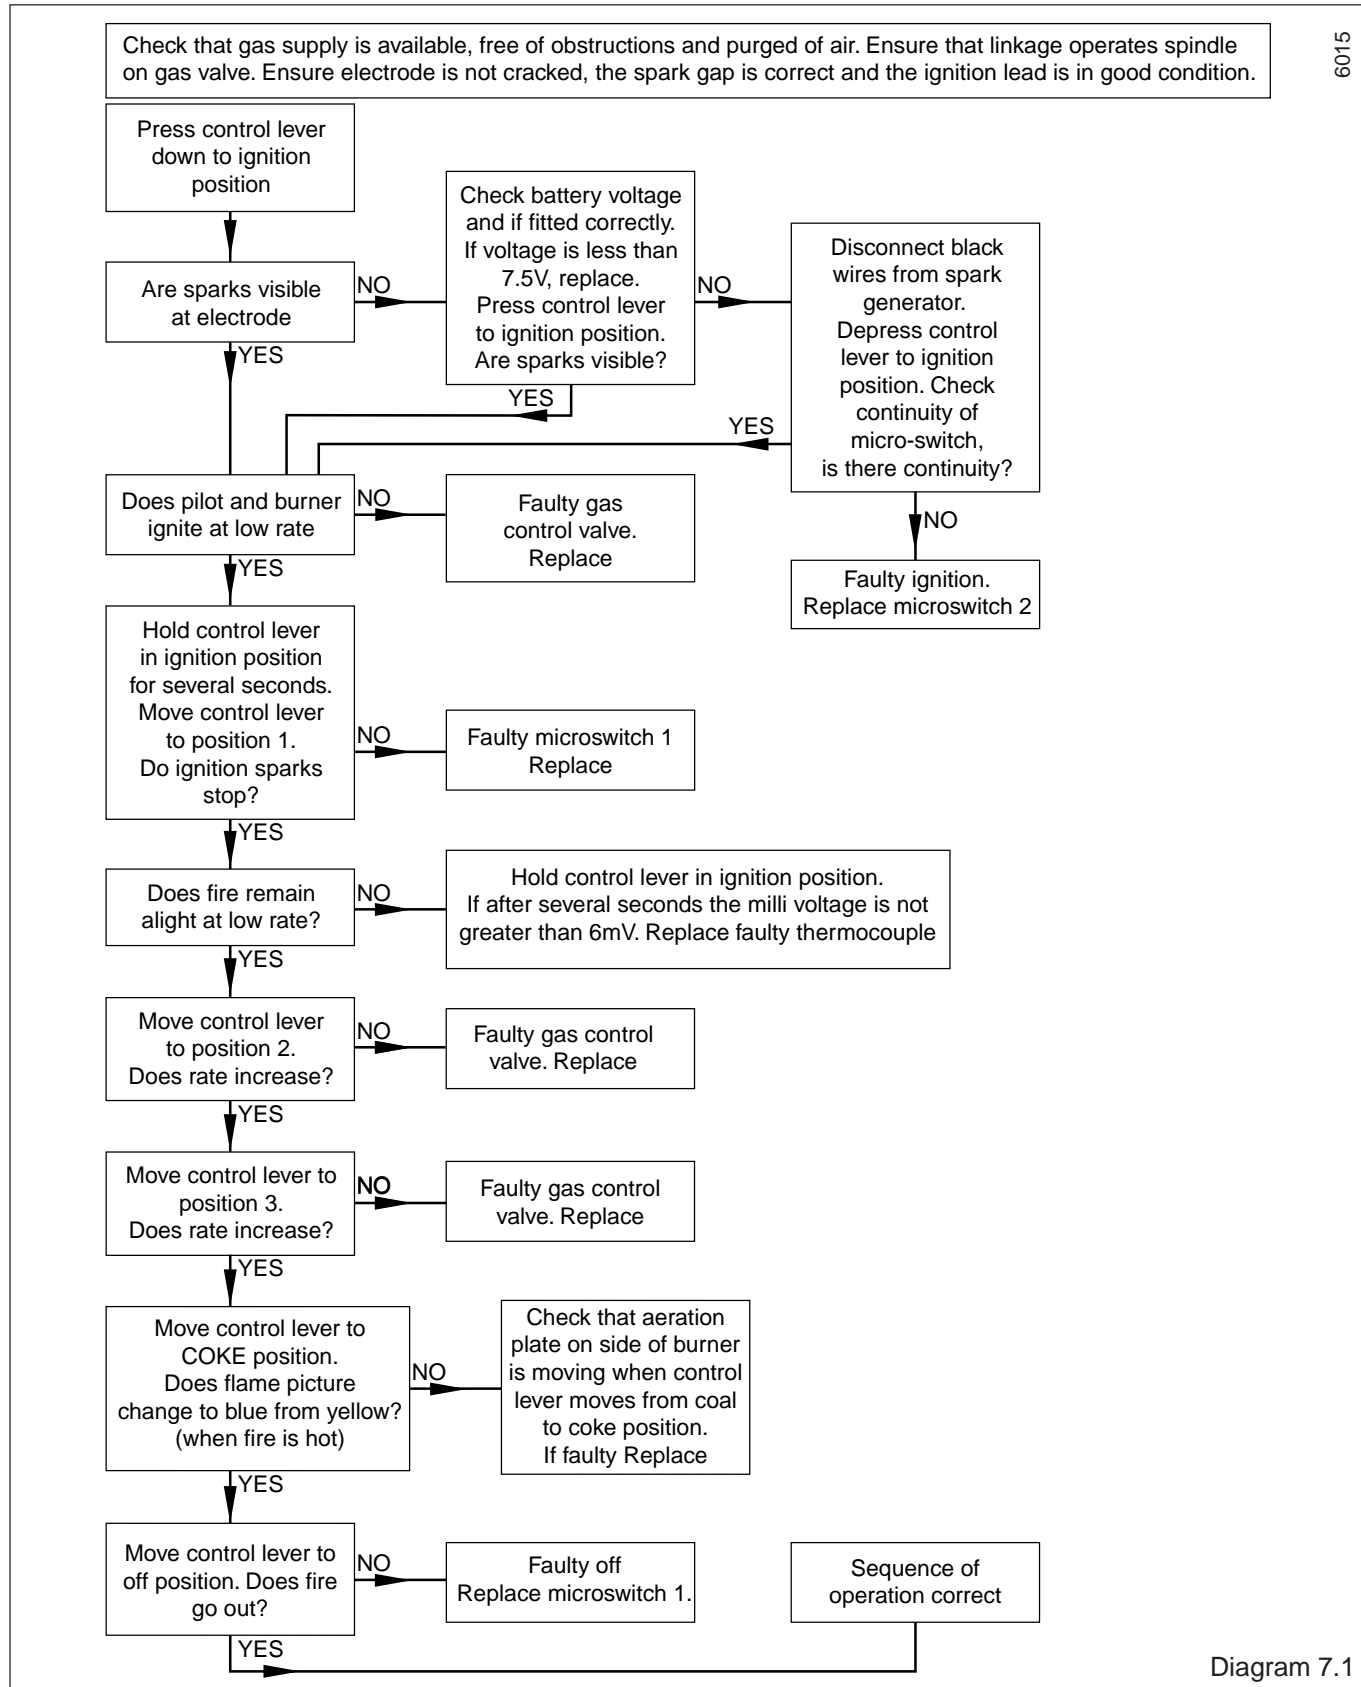 Check that gas supply is available, free of obstructions and purged of air. Ensure that linkage operates spindle
on gas valve. Ensure electrode is not cracked, the spark gap is correct and the ignition lead is in good condition.
6015
Press control lever
down to ignition
position
Are sparks visible
at electrode
NO
YES
Check battery voltage
and if fitted correctly.
If voltage is less than
7.5V, replace.
Press control lever
to ignition position.
Are sparks visible?
NO
YES
Disconnect black
wires from spark
generator.
Depress control
lever to ignition
position. Check
continuity of
micro-switch,
is there continuity?
YES
NO
Faulty ignition.
Replace microswitch 2
Does pilot and burner
ignite at low rate
NO
YES
Faulty gas
control valve.
Replace
Hold control lever
in ignition position
for several seconds.
Move control lever
to position 1.
Do ignition sparks
stop?
NO
YES
Faulty microswitch 1
Replace
Does fire remain
alight at low rate?
NO
YES
Hold control lever in ignition position.
If after several seconds the milli voltage is not
greater than 6mV. Replace faulty thermocouple
Move control lever
to position 2.
Does rate increase?
NO
YES
Faulty gas control
valve. Replace
Move control lever to
position 3.
Does rate increase?
NO
YES
Faulty gas control
valve. Replace
Move control lever to
COKE position.
Does flame picture
change to blue from yellow?
(when fire is hot)
NO
YES
Check that aeration
plate on side of burner
is moving when control
lever moves from coal
to coke position.
If faulty Replace
Move control lever to
off position. Does fire
go out?
NO
YES
Faulty off
Replace microswitch 1.
Sequence of
operation correct
Diagram 7.1